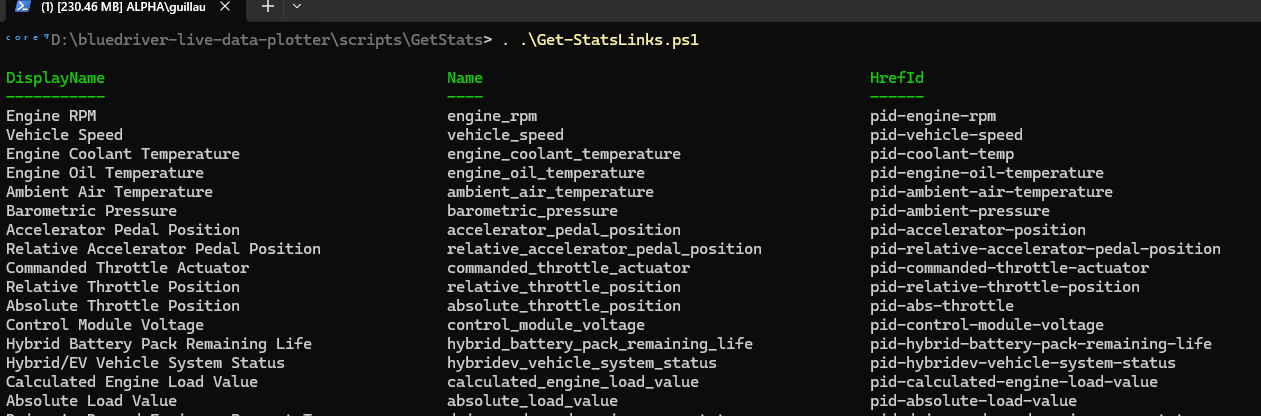 (1) [230.46 MB] ALPHA\guillau
core7 D:\bluedriver-live-data-plotter\scripts\GetStats> . .\Get-StatsLinks.ps1
DisplayName Name HrefId
----------- ---- ------
Engine RPM engine_rpm pid-engine-rpm
Vehicle Speed vehicle_speed pid-vehicle-speed
Engine Coolant Temperature engine_coolant_temperature pid-coolant-temp
Engine Oil Temperature engine_oil_temperature pid-engine-oil-temperature
Ambient Air Temperature ambient_air_temperature pid-ambient-air-temperature
Barometric Pressure barometric_pressure pid-ambient-pressure
Accelerator Pedal Position accelerator_pedal_position pid-accelerator-position
Relative Accelerator Pedal Position relative_accelerator_pedal_position pid-relative-accelerator-pedal-position
Commanded Throttle Actuator commanded_throttle_actuator pid-commanded-throttle-actuator
Relative Throttle Position relative_throttle_position pid-relative-throttle-position
Absolute Throttle Position absolute_throttle_position pid-abs-throttle
Control Module Voltage control_module_voltage pid-control-module-voltage
Hybrid Battery Pack Remaining Life hybrid_battery_pack_remaining_life pid-hybrid-battery-pack-remaining-life
Hybrid/EV Vehicle System Status hybridev_vehicle_system_status pid-hybridev-vehicle-system-status
Calculated Engine Load Value calculated_engine_load_value pid-calculated-engine-load-value
Absolute Load Value absolute_load_value pid-absolute-load-value